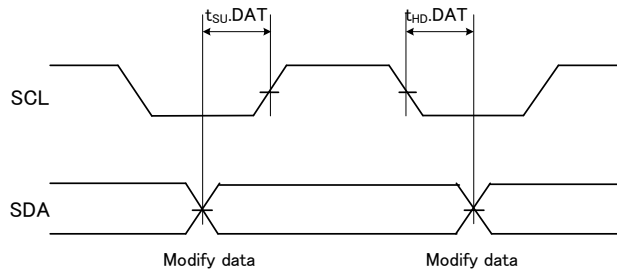 tSU.DAT tHD.DAT
SCL
SDA
Modify data Modify data